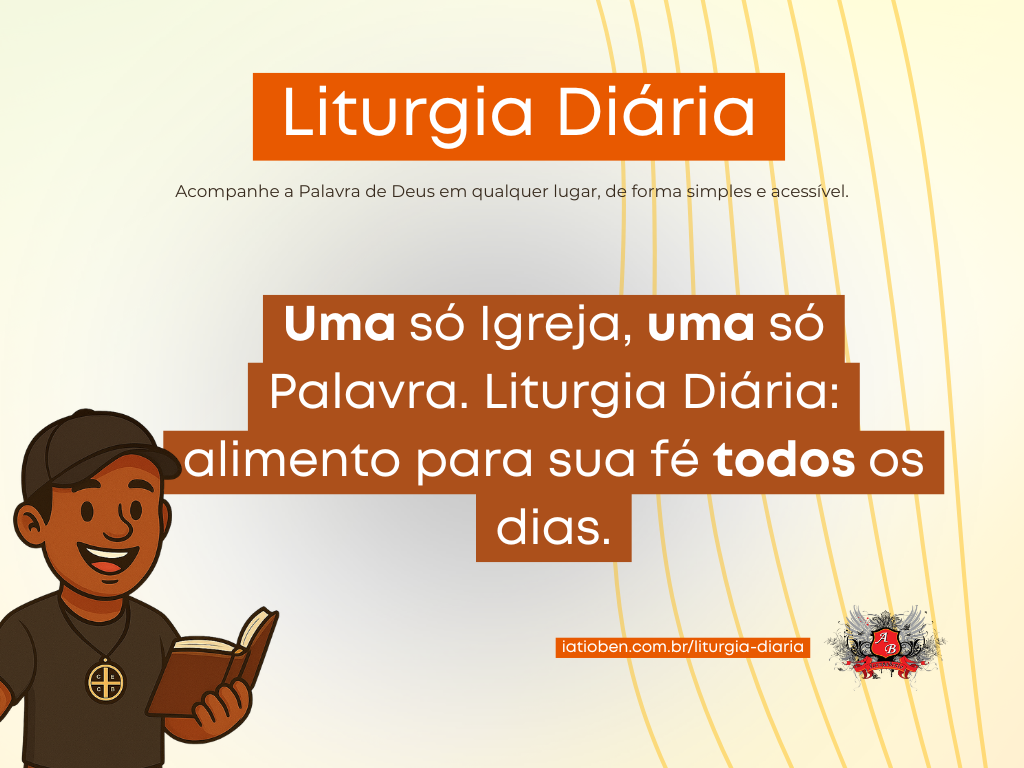 Liturgia Diária
Acompanhe a Palavra de Deus em qualquer lugar, de forma simples e acessível.
Uma só Igreja, uma só
Palavra. Liturgia Diária:
alimento para sua fé todos os
dias.
iatioben.com.br/liturgia-diaria
A
B